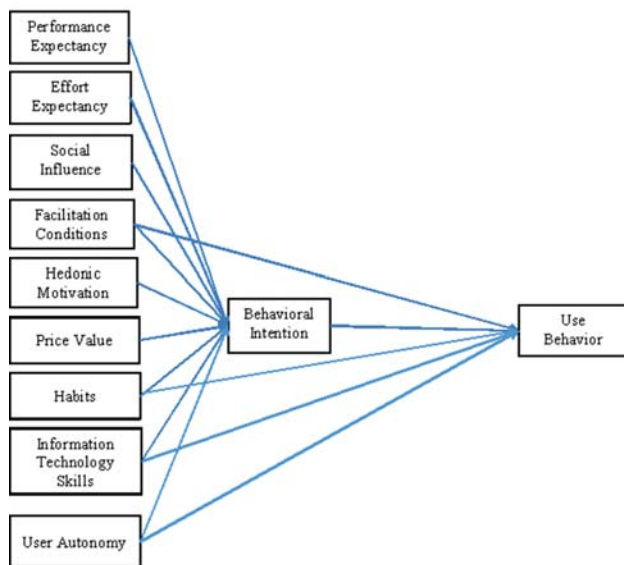 Performance
Expectancy
Effort
Expectancy
Social
Influence
Facilitation
Conditions
Hedonic
Motivation
Behavioral
Intention
Use
Behavior
Price Value
Habits
Information
Technology
Skills
User Autonomy